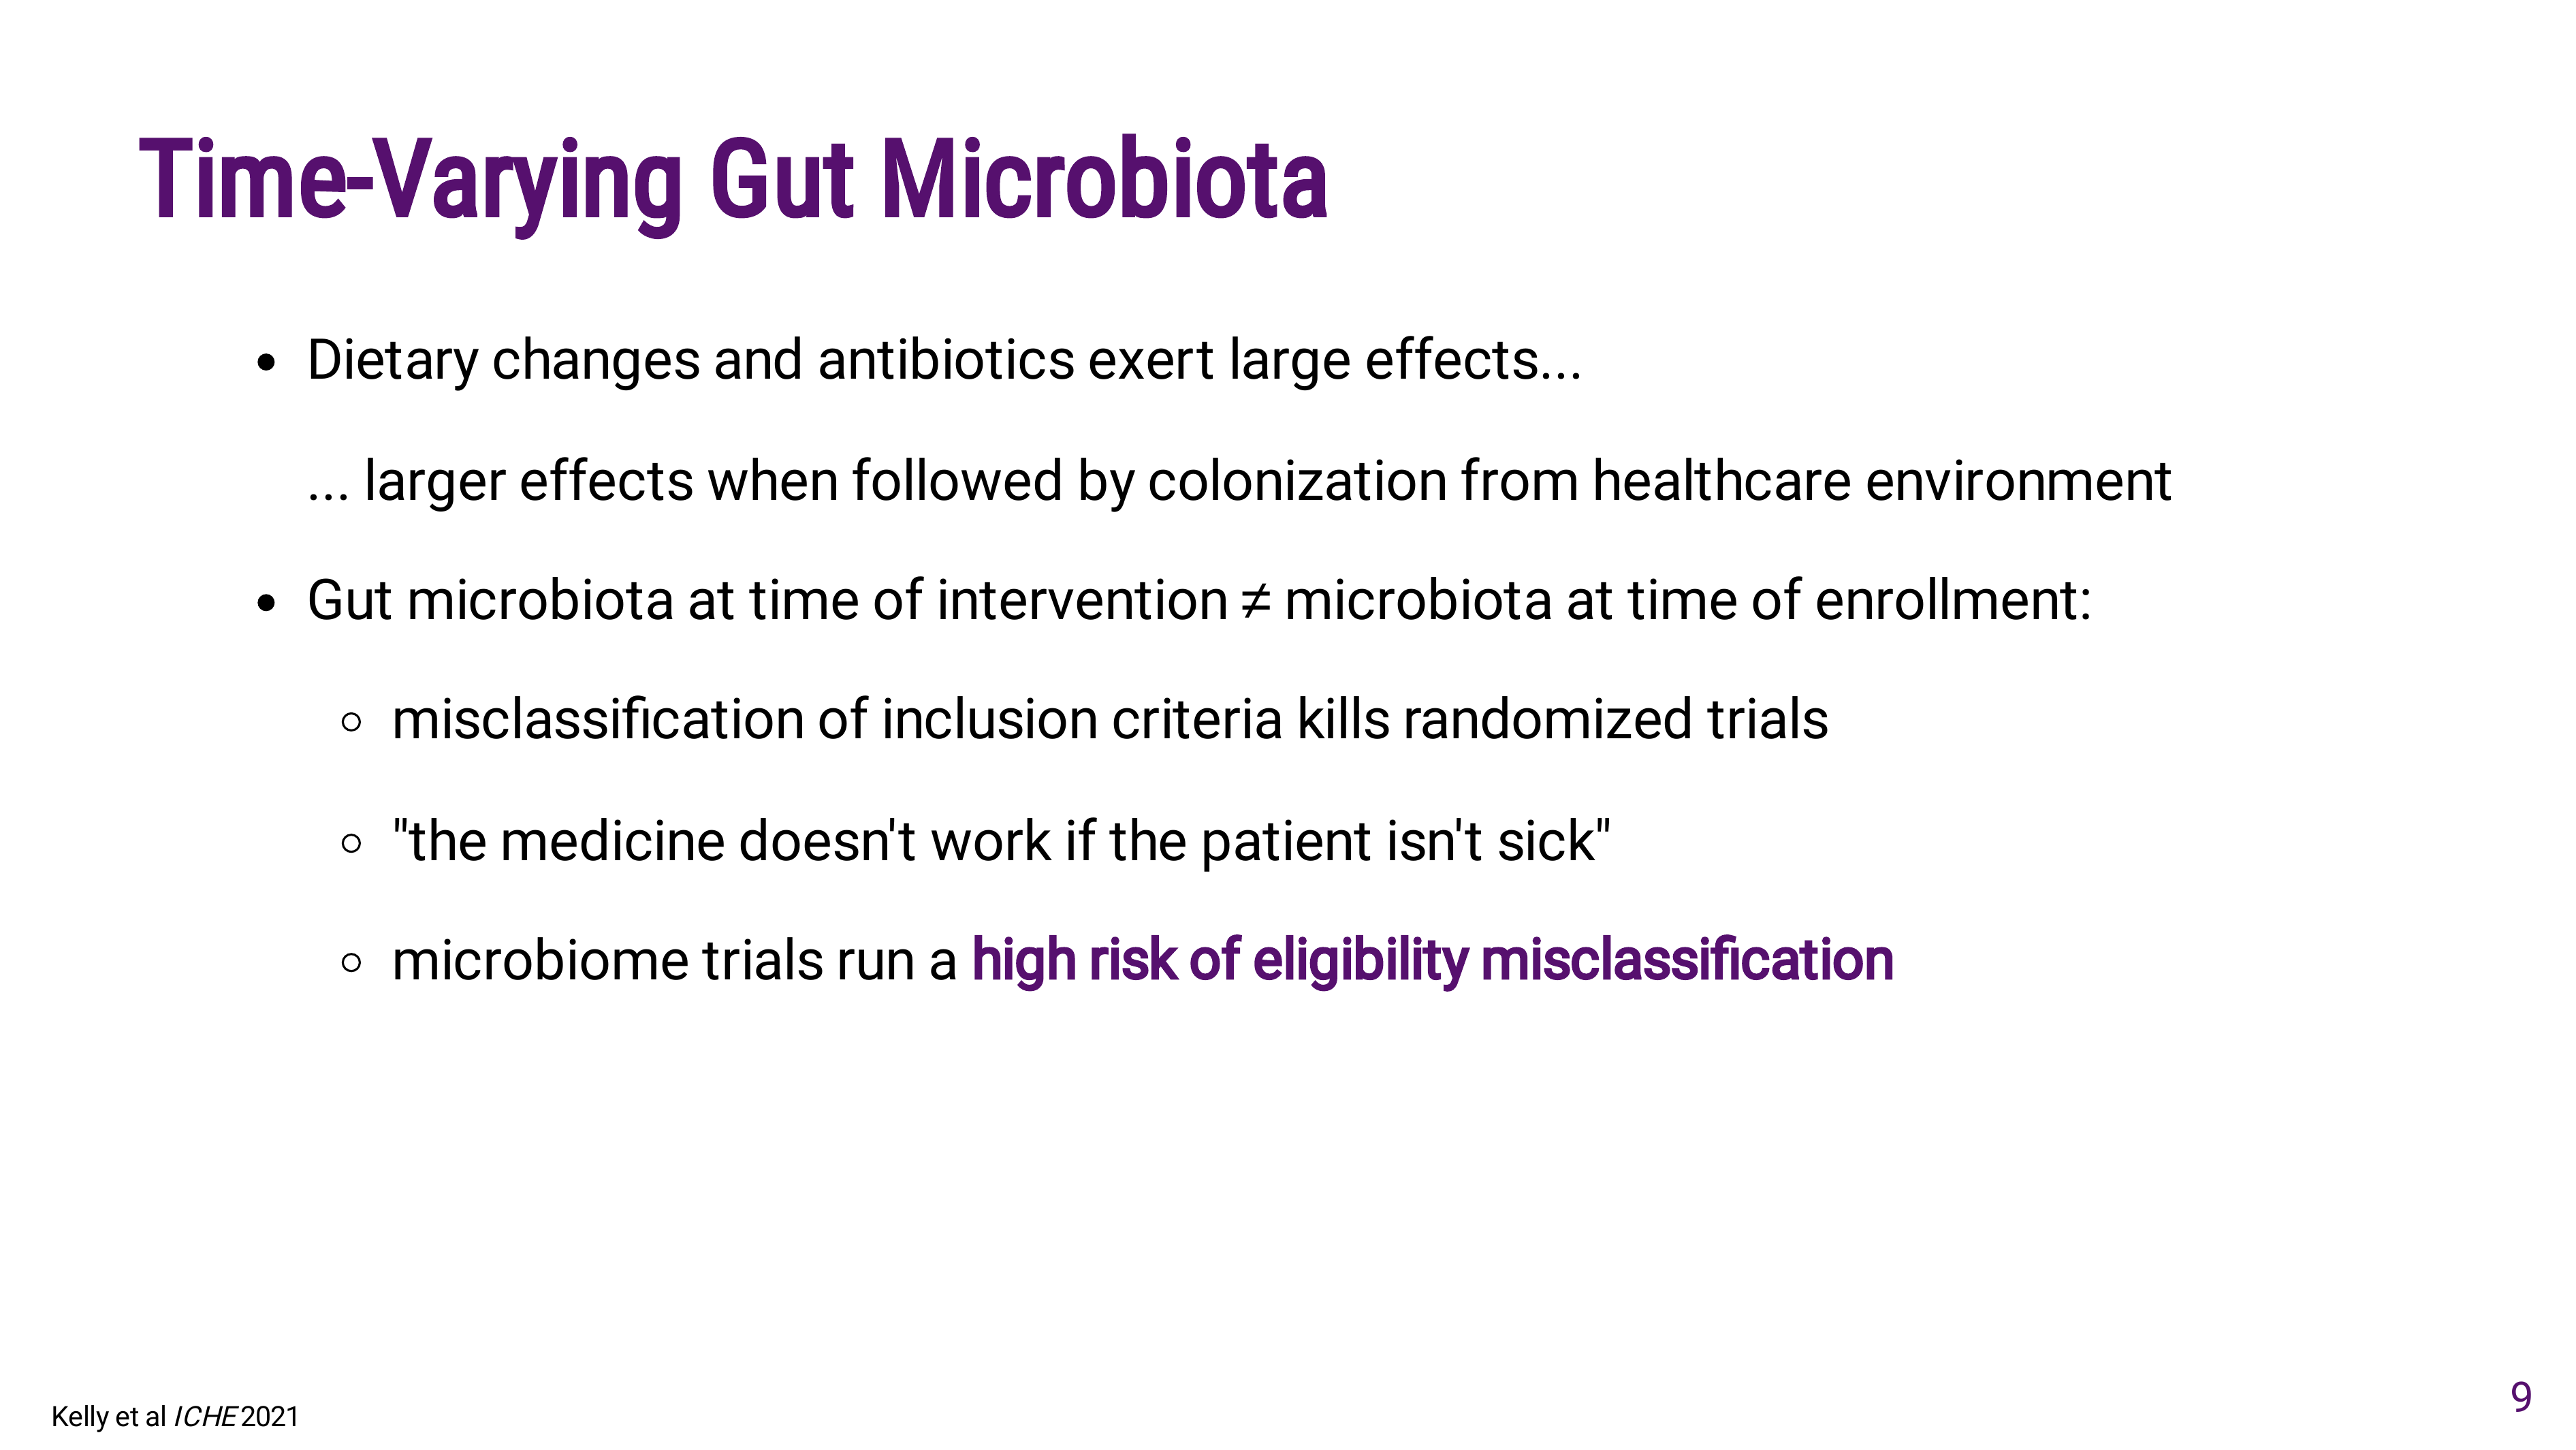 Time-Varying Gut Microbiota
• Dietary changes and antibiotics exert large effects...
... larger effects when followed by colonization from healthcare environment
• Gut microbiota at time of intervention ≠ microbiota at time of enrollment:
○ misclassification of inclusion criteria kills randomized trials
○ "the medicine doesn't work if the patient isn't sick"
○ microbiome trials run a high risk of eligibility misclassification
Kelly et al ICHE 2021
9